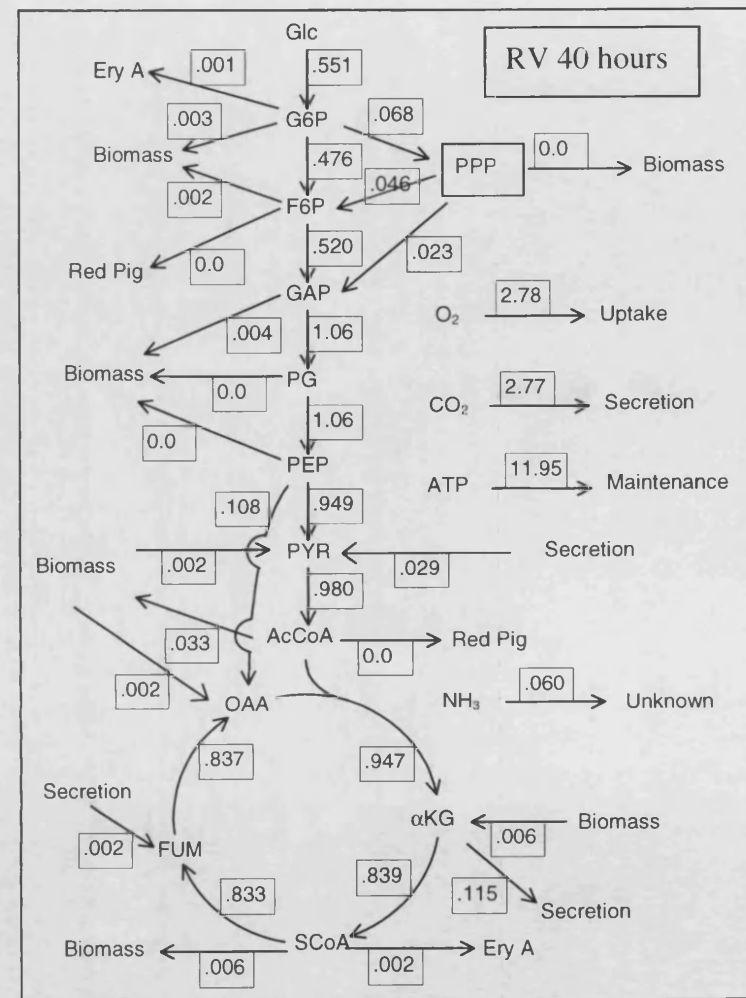 Glc
RV 40 hours
Ery A
.001
.551
G6P
.003
.068
Biomass
.476
PPP
0.0
Biomass
.002
.046
F6P
Red Pig
0.0
.520
.023
GAP
O₂
2.78
Uptake
.004
1.06
Biomass
0.0
PG
CO₂
2.77
Secretion
0.0
1.06
PEP
ATP
11.95
Maintenance
.108
.949
Biomass
.002
PYR
.029
Secretion
.980
.033
AcCoA
0.0
Red Pig
.002
OAA
NH₃
.060
Unknown
.837
.947
Secretion
.002
FUM
αKG
.006
Biomass
.833
.839
.115
Secretion
Biomass
.006
SCoA
.002
Ery A